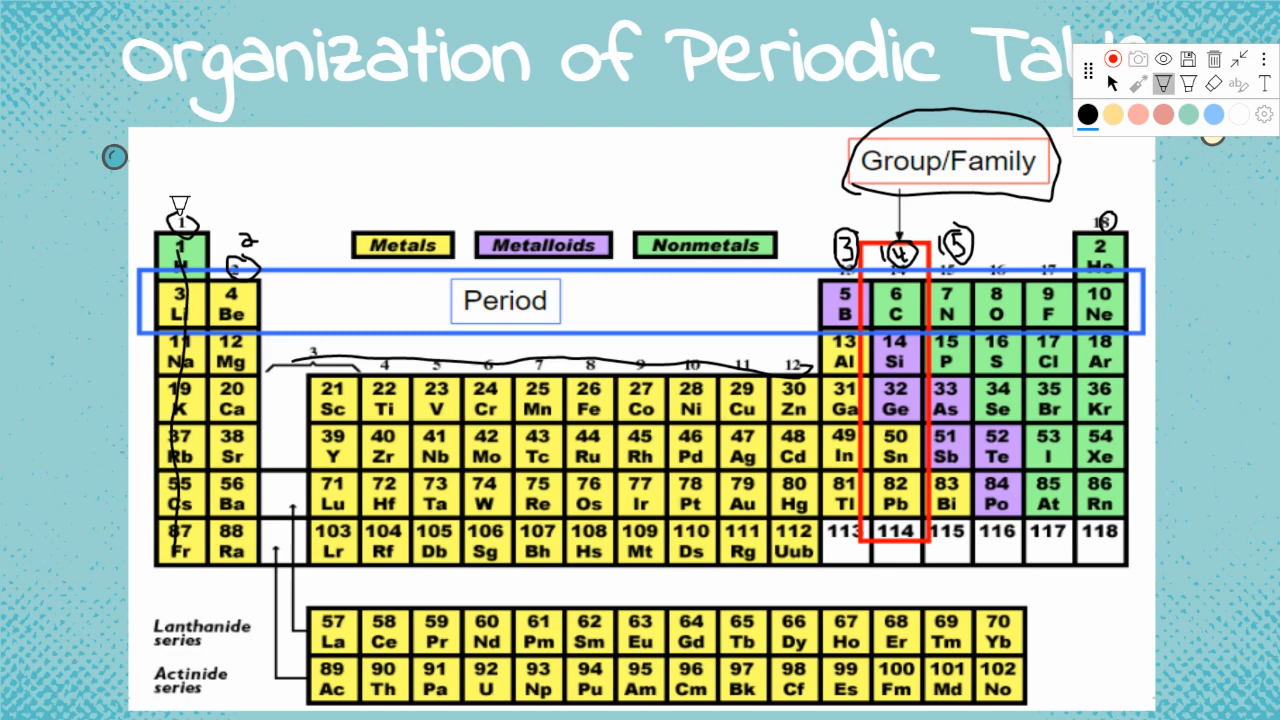 Organization of Periodic Table
ab
T
Group/Family
1
18
2
3
14
15
Metals
Metalloids
Nonmetals
1 2
H He
13 14 15 16 17
3 4 5 6 7 8 9 10
Li Be Period B C N O F Ne
11 12 13 14 15 16 17 18
Na Mg Al Si P S Cl Ar
3 4 5 6 7 8 9 10 11 12
19 20 21 22 23 24 25 26 27 28 29 30 31 32 33 34 35 36
K Ca Sc Ti V Cr Mn Fe Co Ni Cu Zn Ga Ge As Se Br Kr
37 38 39 40 41 42 43 44 45 46 47 48 49 50 51 52 53 54
Rb Sr Y Zr Nb Mo Tc Ru Rh Pd Ag Cd In Sn Sb Te I Xe
55 56 71 72 73 74 75 76 77 78 79 80 81 82 83 84 85 86
Cs Ba Lu Hf Ta W Re Os Ir Pt Au Hg Tl Pb Bi Po At Rn
87 88 103 104 105 106 107 108 109 110 111 112 113 114 115 116 117 118
Fr Ra Lr Rf Db Sg Bh Hs Mt Ds Rg Uub
57 58 59 60 61 62 63 64 65 66 67 68 69 70
Lanthanide series
La Ce Pr Nd Pm Sm Eu Gd Tb Dy Ho Er Tm Yb
89 90 91 92 93 94 95 96 97 98 99 100 101 102
Actinide series
Ac Th Pa U Np Pu Am Cm Bk Cf Es Fm Md No